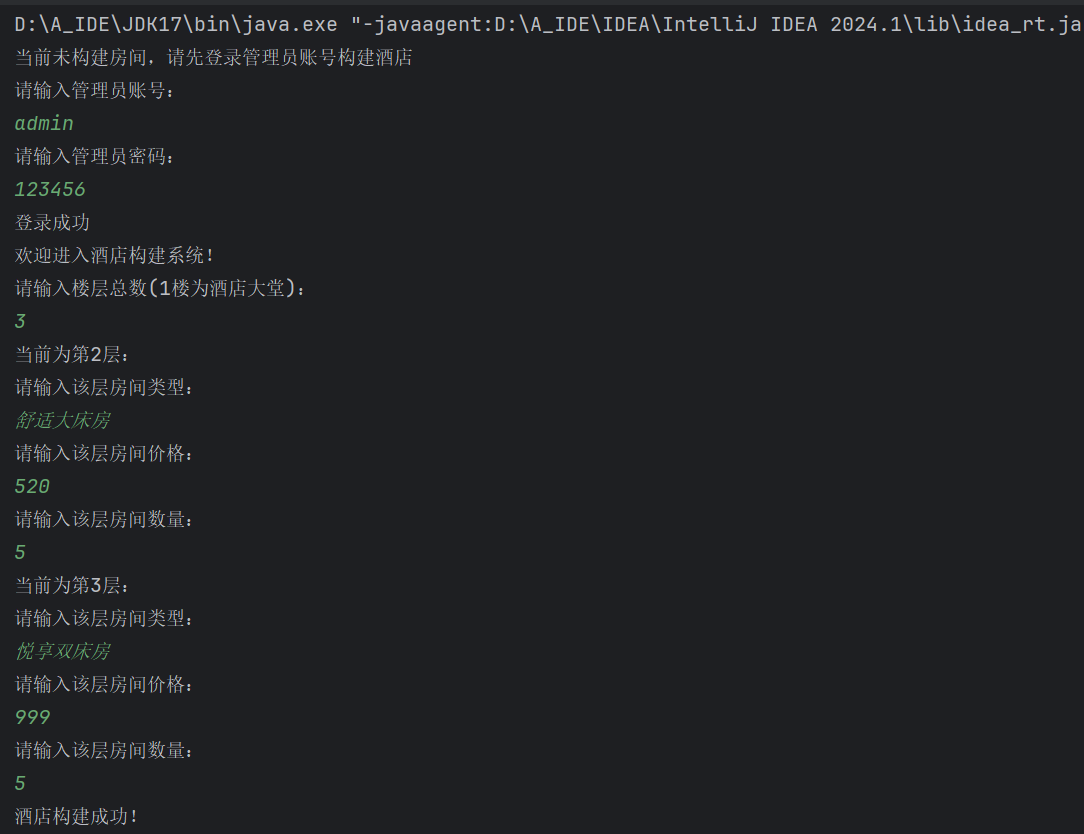 D:\A_IDE\JDK17\bin\java.exe "-javaagent:D:\A_IDE\IDEA\IntelliJ IDEA 2024.1\lib\idea_rt.ja
当前未构建房间，请先登录管理员账号构建酒店
请输入管理员账号：
admin
请输入管理员密码：
123456
登录成功
欢迎进入酒店构建系统！
请输入楼层总数(1楼为酒店大堂)：
3
当前为第2层：
请输入该层房间类型：
舒适大床房
请输入该层房间价格：
520
请输入该层房间数量：
5
当前为第3层：
请输入该层房间类型：
悦享双床房
请输入该层房间价格：
999
请输入该层房间数量：
5
酒店构建成功！